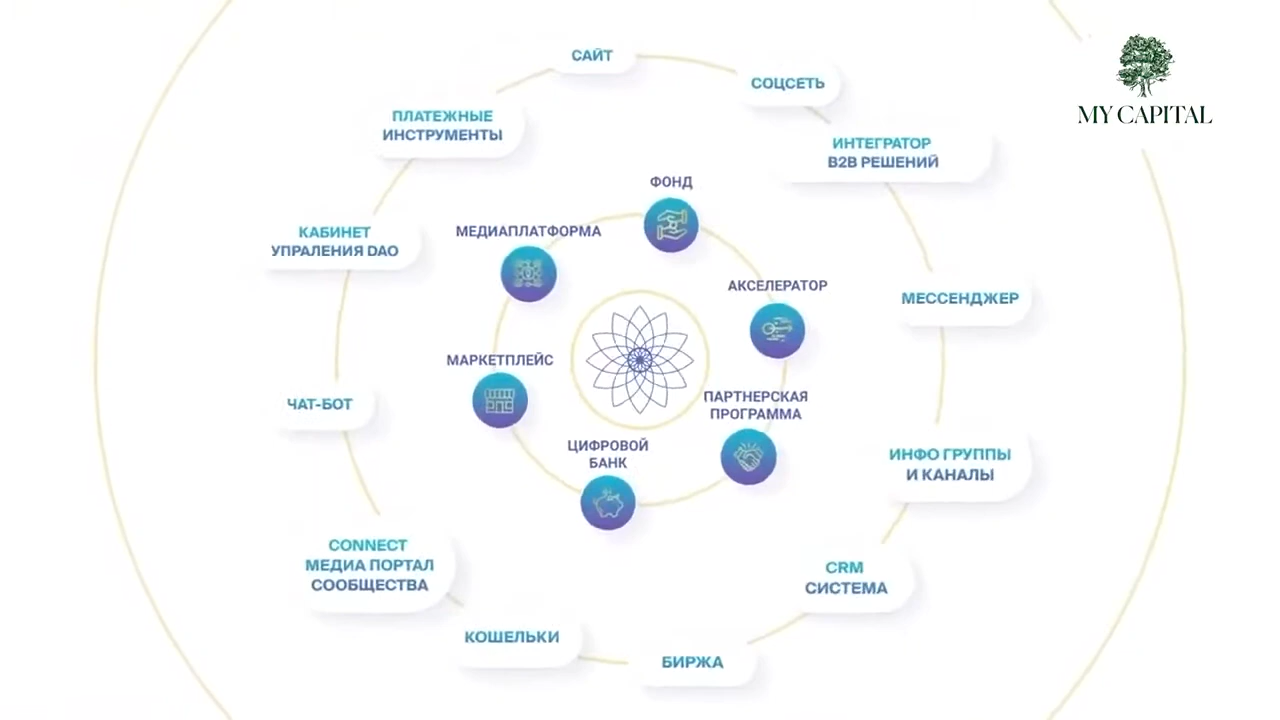 САЙТ
СОЦСЕТЬ
MY CAPITAL
ПЛАТЕЖНЫЕ
ИНСТРУМЕНТЫ
ИНТЕГРАТОР
B2B РЕШЕНИЙ
ФОНД
КАБИНЕТ
УПРАЛЕНИЯ DAO
МЕДИАПЛАТФОРМА
АКСЕЛЕРАТОР
МЕССЕНДЖЕР
МАРКЕТПЛЕЙС
ПАРТНЕРСКАЯ
ПРОГРАММА
ЧАТ-БОТ
ЦИФРОВОЙ
БАНК
ИНФО ГРУППЫ
И КАНАЛЫ
CONNECT
МЕДИА ПОРТАЛ
СООБЩЕСТВА
CRM
СИСТЕМА
КОШЕЛЬКИ
БИРЖА